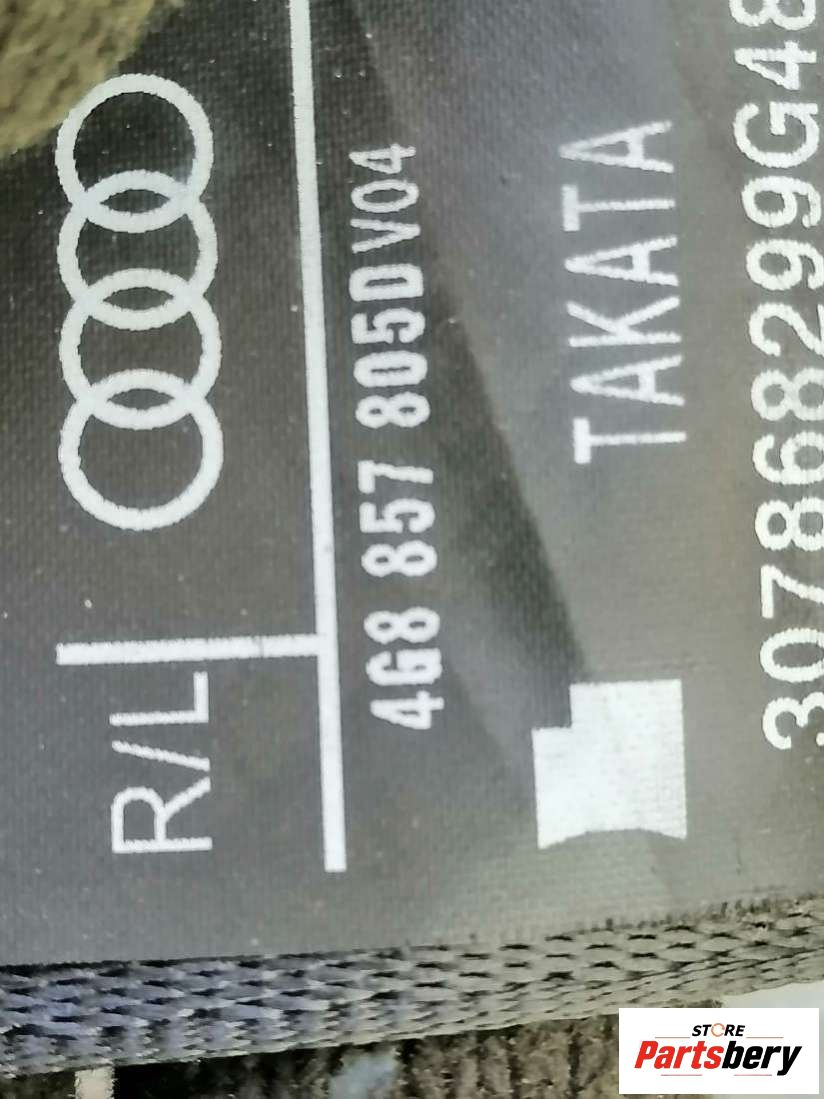 R/L
4G8 857 805D V04
TAKATA
307868299G48
STORE
Partsbery